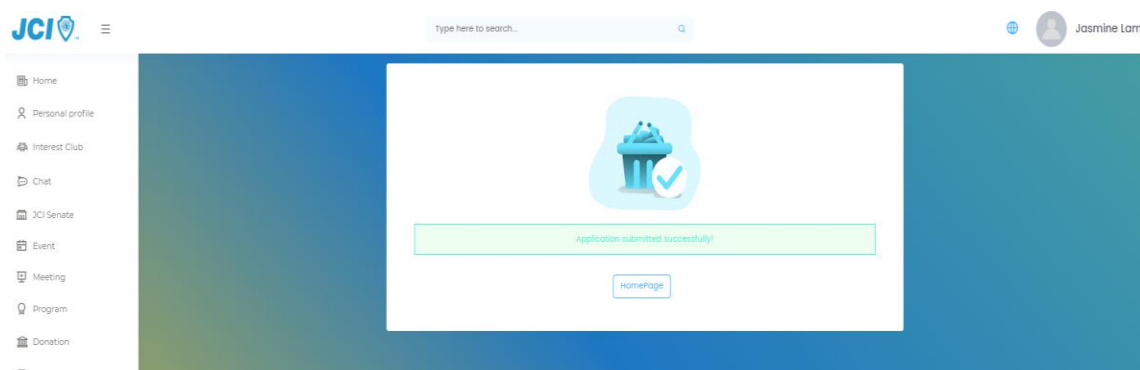 JCI
Type here to search...
Jasmine Lam
Home
Personal profile
Interest Club
Chat
JCI Senate
Event
Meeting
Program
Donation
Application submitted successfully!
HomePage